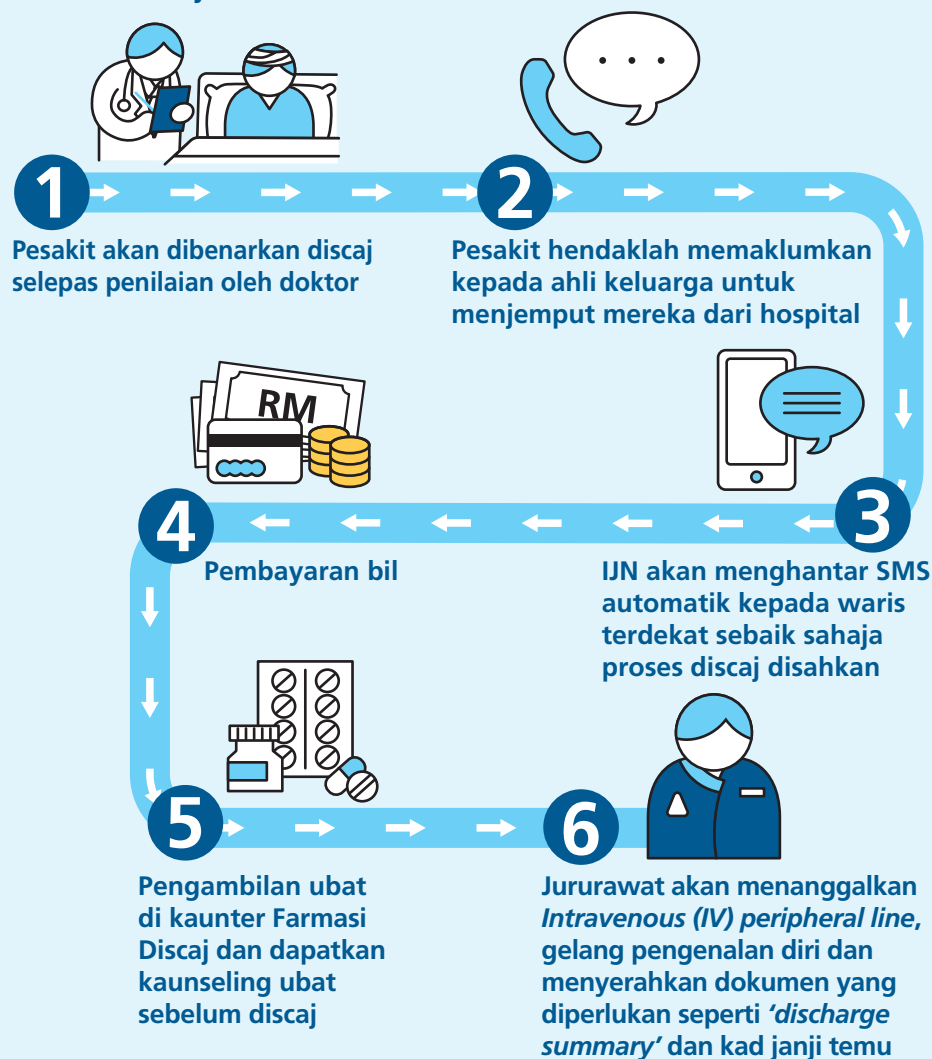 1
Pesakit akan dibenarkan discaj
selepas penilaian oleh doktor
2
Pesakit hendaklah memaklumkan
kepada ahli keluarga untuk
menjemput mereka dari hospital
3
IJN akan menghantar SMS
automatik kepada waris
terdekat sebaik sahaja
proses discaj disahkan
RM
4
Pembayaran bil
5
Pengambilan ubat
di kaunter Farmasi
Discaj dan dapatkan
kaunseling ubat
sebelum discaj
6
Jururawat akan menanggalkan
Intravenous (IV) peripheral line,
gelang pengenalan diri dan
menyerahkan dokumen yang
diperlukan seperti ‘discharge
summary’ dan kad janji temu